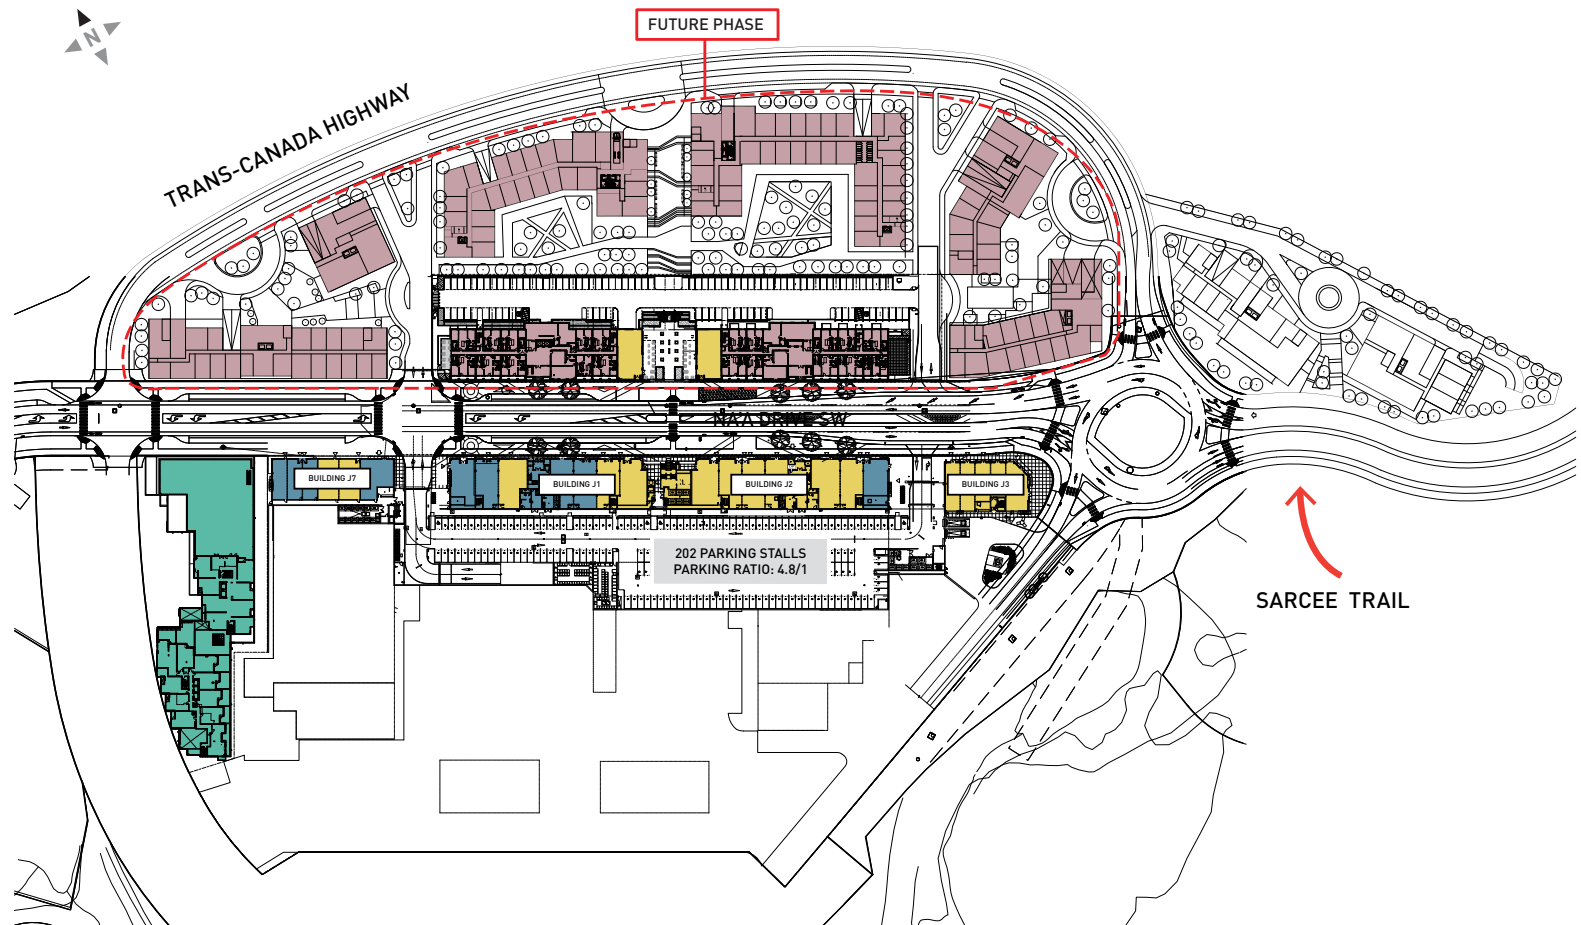 FUTURE PHASE
N
TRANS-CANADA HIGHWAY
NA'A DRIVE SW
BUILDING J7
BUILDING J1
BUILDING J2
BUILDING J3
202 PARKING STALLS
PARKING RATIO: 4.8/1
SARCEE TRAIL